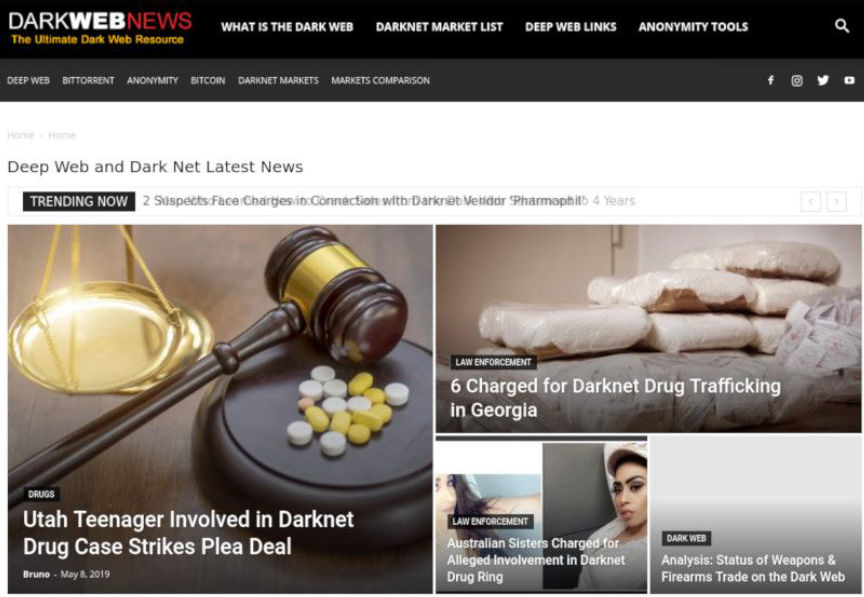 DARKWEBNEWS
The Ultimate Dark Web Resource
WHAT IS THE DARK WEB DARKNET MARKET LIST DEEP WEB LINKS ANONYMITY TOOLS
DEEP WEB BITTORRENT ANONYMITY BITCOIN DARKNET MARKETS MARKETS COMPARISON
Home › Home
Deep Web and Dark Net Latest News
TRENDING NOW 2 Suspects Face Charges in Connection with Darknet Vendor 'Pharmaphil'
4 Years
LAW ENFORCEMENT
6 Charged for Darknet Drug Trafficking
in Georgia
DRUGS
Utah Teenager Involved in Darknet
Drug Case Strikes Plea Deal
Bruno - May 8, 2019
LAW ENFORCEMENT
Australian Sisters Charged for
Alleged Involvement in Darknet
Drug Ring
DARK WEB
Analysis: Status of Weapons &
Firearms Trade on the Dark Web